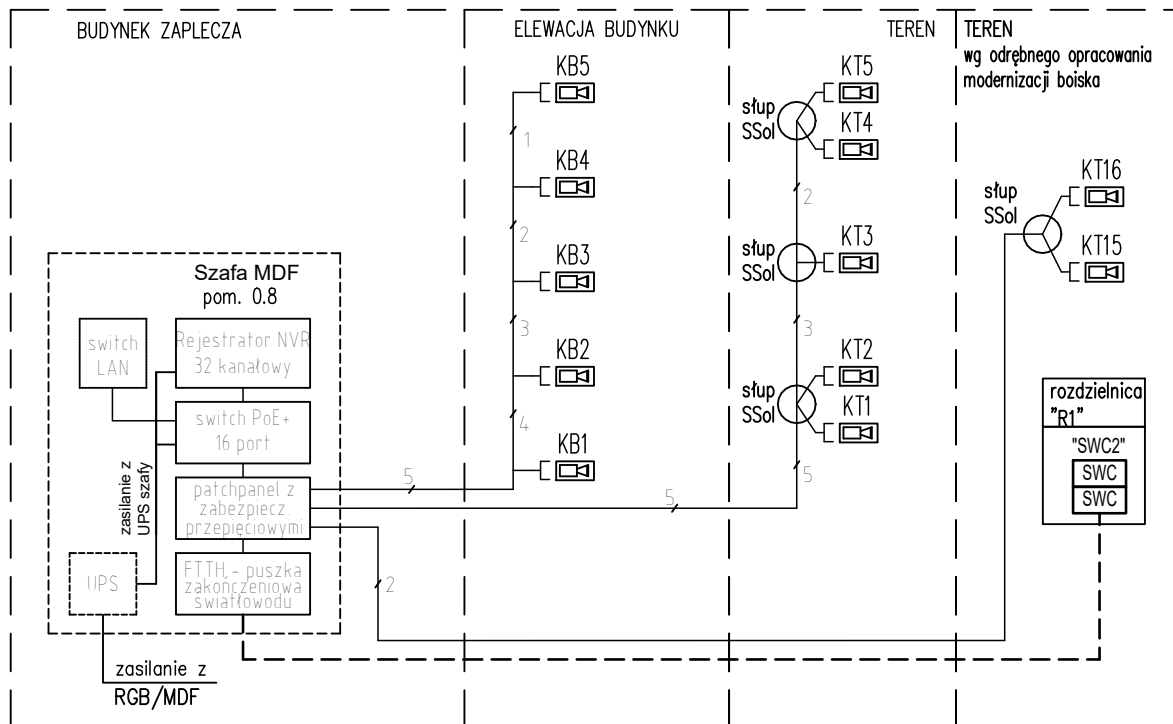 BUDYNEK ZAPLECZA
ELEWACJA BUDYNKU
TEREN
TEREN
wg odrębnego opracowania
modernizacji boiska
KB5
1
KB4
2
KB3
3
KB2
4
KB1
5
słup
SSol
KT5
KT4
2
słup
SSol
KT3
3
słup
SSol
KT2
KT1
5
5
słup
SSol
KT16
KT15
rozdzielnica
"R1"
"SWC2"
SWC
SWC
Szafa MDF
pom. 0.8
switch
LAN
Rejestrator NVR
32 kanałowy
switch PoE+
16 port
zasilanie z
UPS szafy
patchpanel z
zabezpiecz.
przepięciowymi
UPS
FTTH - puszka
zakończeniowa
światłowodu
2
zasilanie z
RGB/MDF